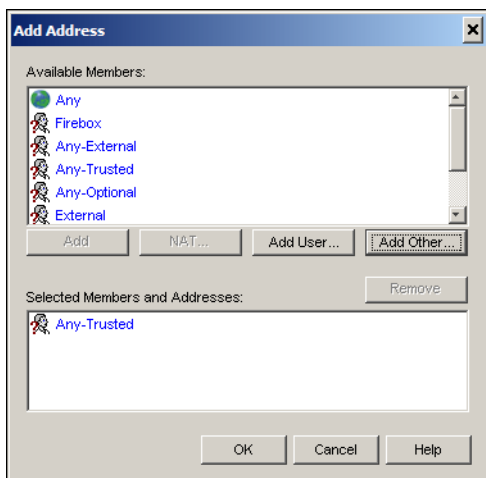 Add Address
Available Members:
Any
Firebox
Any-External
Any-Trusted
Any-Optional
External
Add NAT... Add User... Add Other...
Remove
Selected Members and Addresses:
Any-Trusted
OK Cancel Help